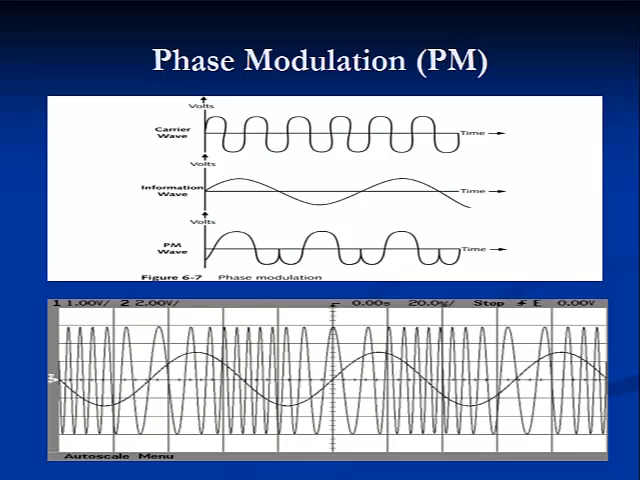 Phase Modulation (PM)
Volts
Carrier
Wave
Time
Volts
Information
Wave
Time
Volts
PM
Wave
Time
Figure 6-7 Phase modulation
1 1.00V/ 2 2.00V/ 0.00s 20.0 Stop E 0.00V
Autoscale Menu